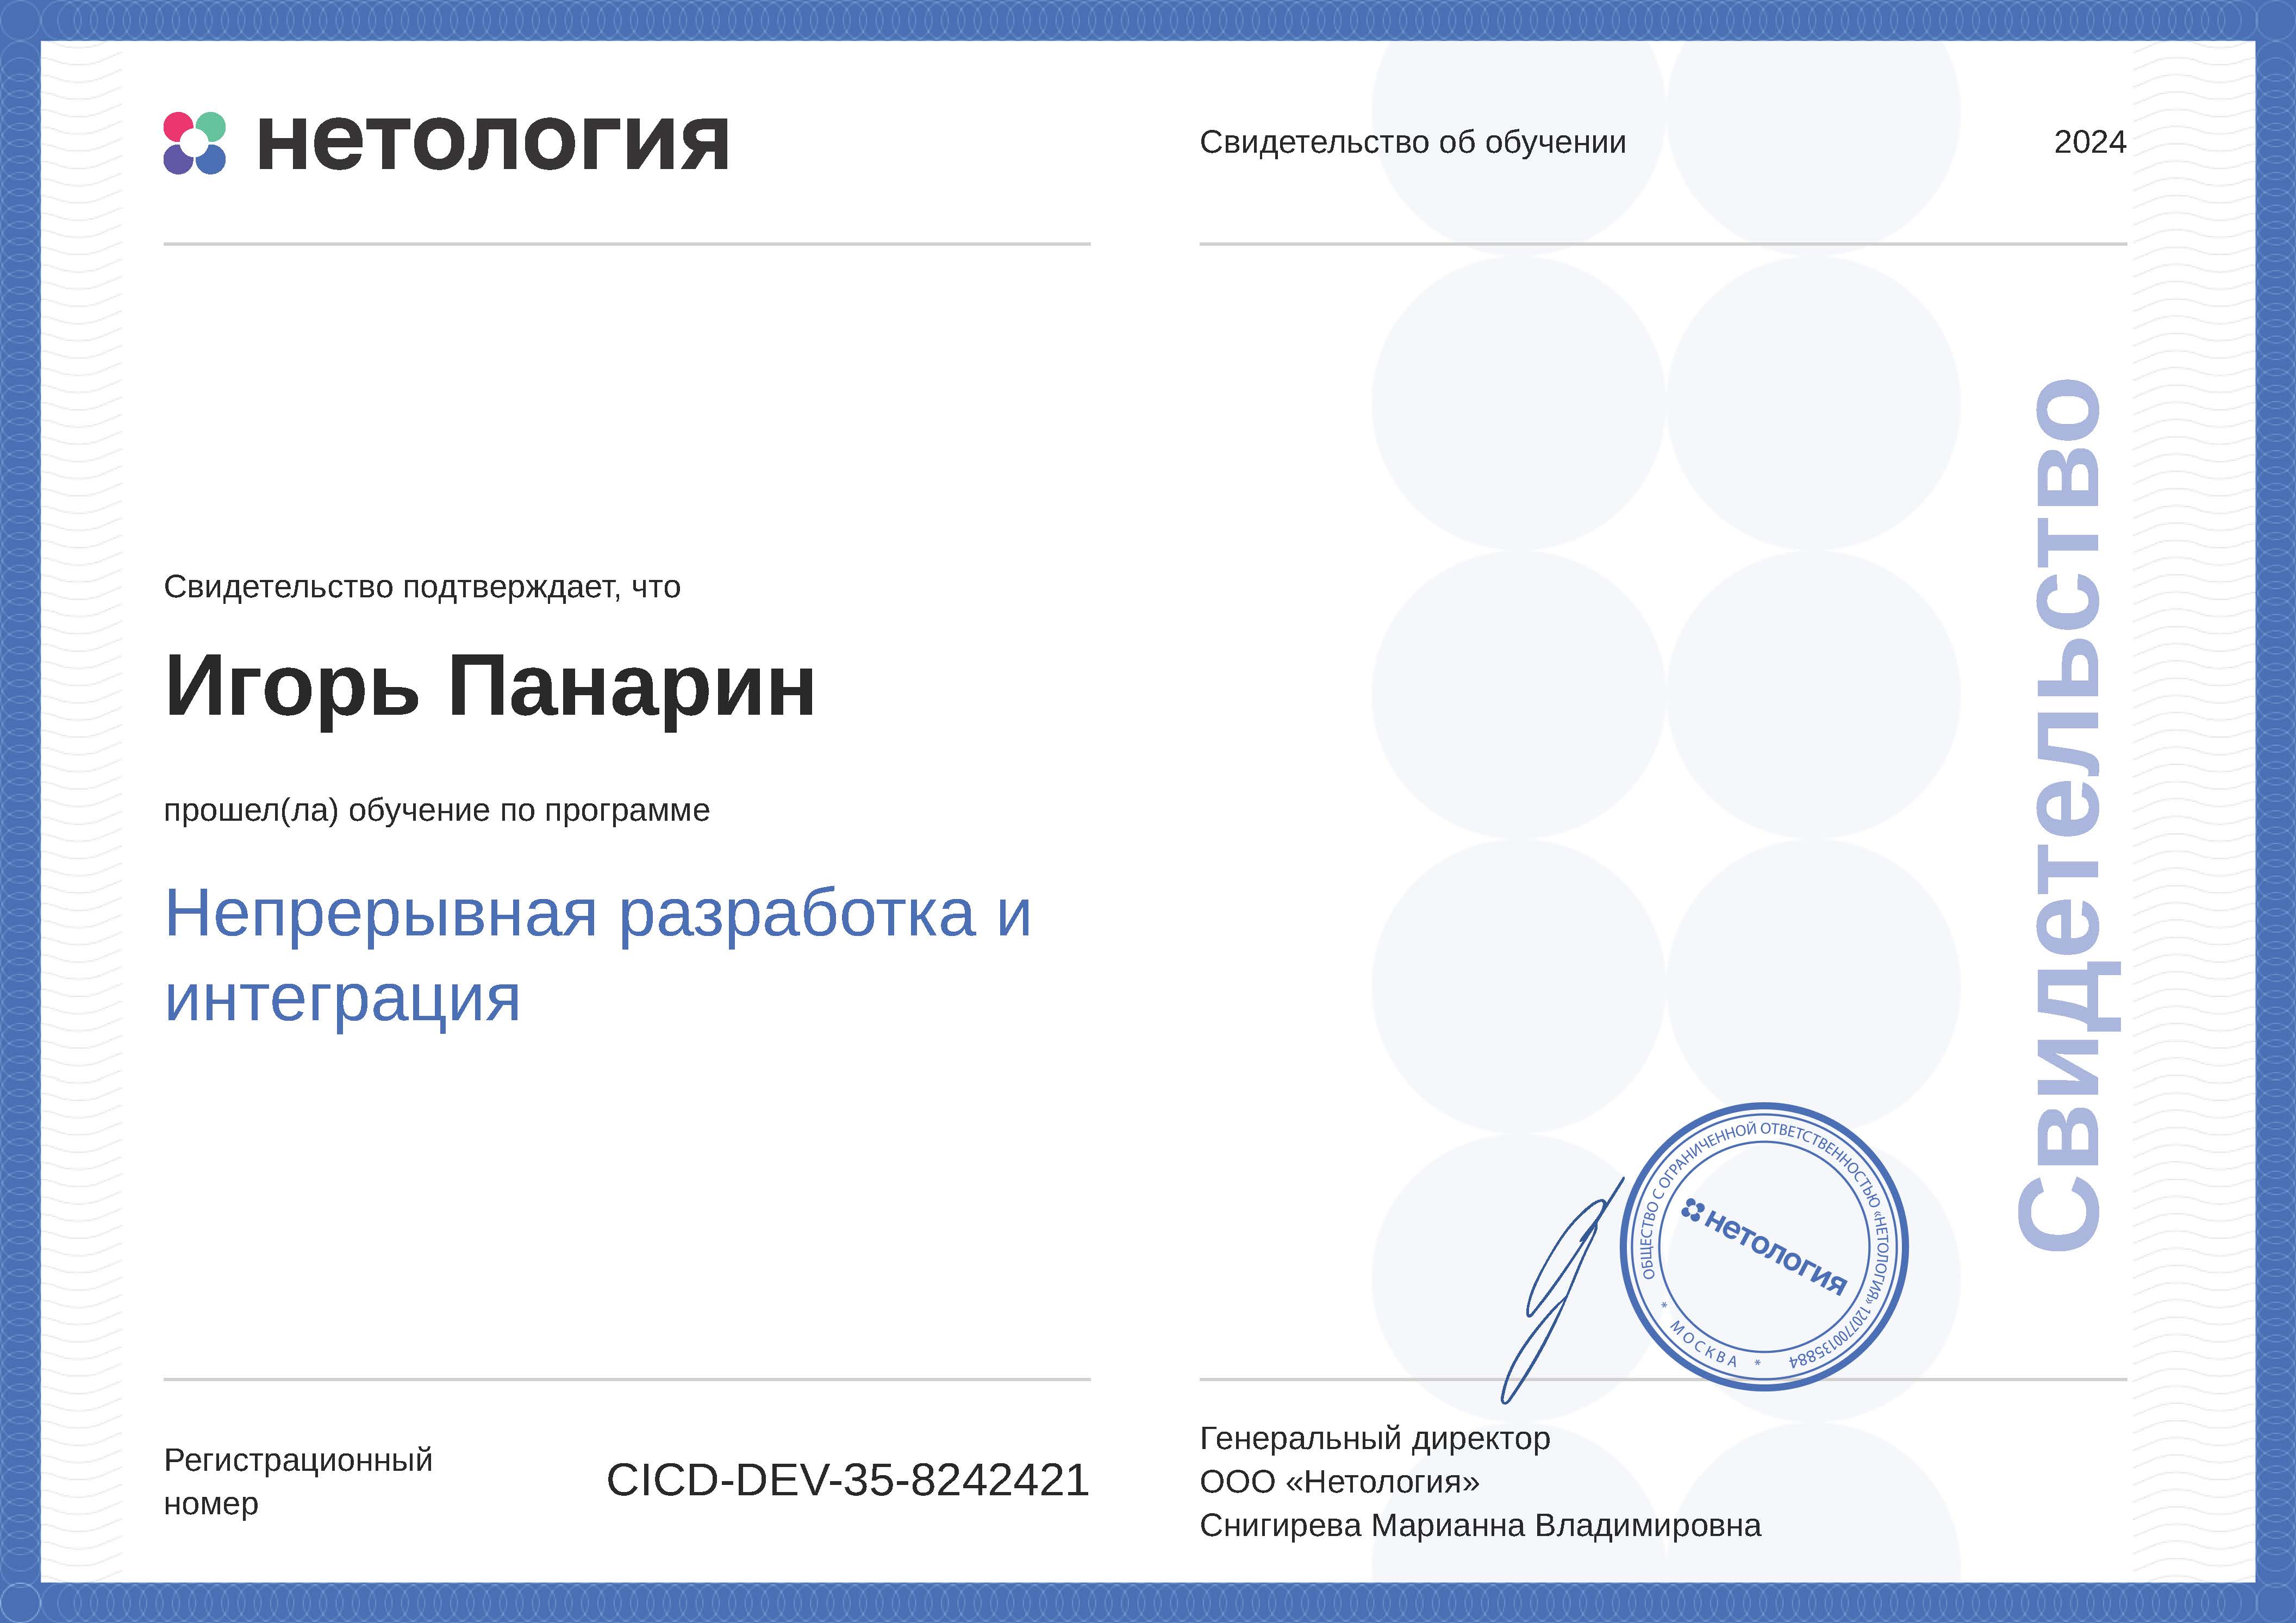 нетология
Свидетельство об обучении
2024
Свидетельство подтверждает, что
Игорь Панарин
прошел(ла) обучение по программе
Непрерывная разработка и
интеграция
Свидетельство
ОБЩЕСТВО С ОГРАНИЧЕННОЙ ОТВЕТСТВЕННОСТЬЮ «НЕТОЛОГИЯ» 1207700135884
* МОСКВА *
нетология
Регистрационный
номер
CICD-DEV-35-8242421
Генеральный директор
ООО «Нетология»
Снигирева Марианна Владимировна